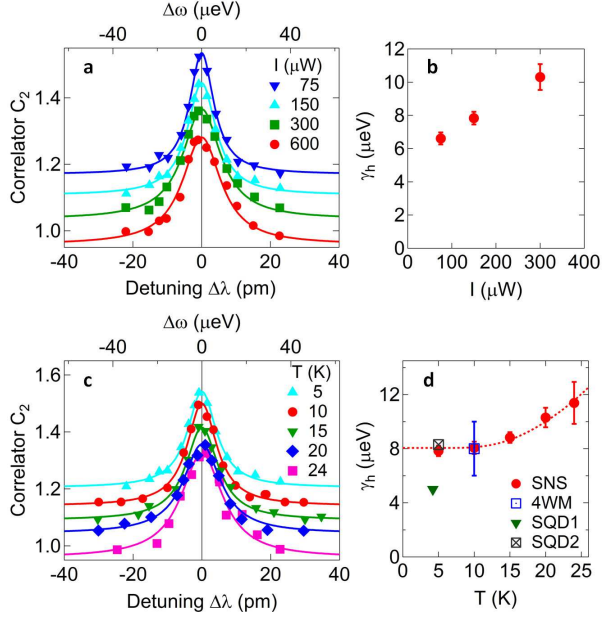 Δω (μeV)
-40 0 40
a
I (μW)
75
150
300
600
Correlator C2
1.4
1.2
1.0
-40 -20 0 20 40
Detuning Δλ (pm)
b
γh (μeV)
12
10
8
6
4
2
0
0 100 200 300 400
I (μW)
Δω (μeV)
-40 0 40
c
T (K)
5
10
15
20
24
Correlator C2
1.6
1.4
1.2
1.0
-40 -20 0 20 40
Detuning Δλ (pm)
d
γh (μeV)
12
8
4
0
SNS
4WM
SQD1
SQD2
0 5 10 15 20 25
T (K)